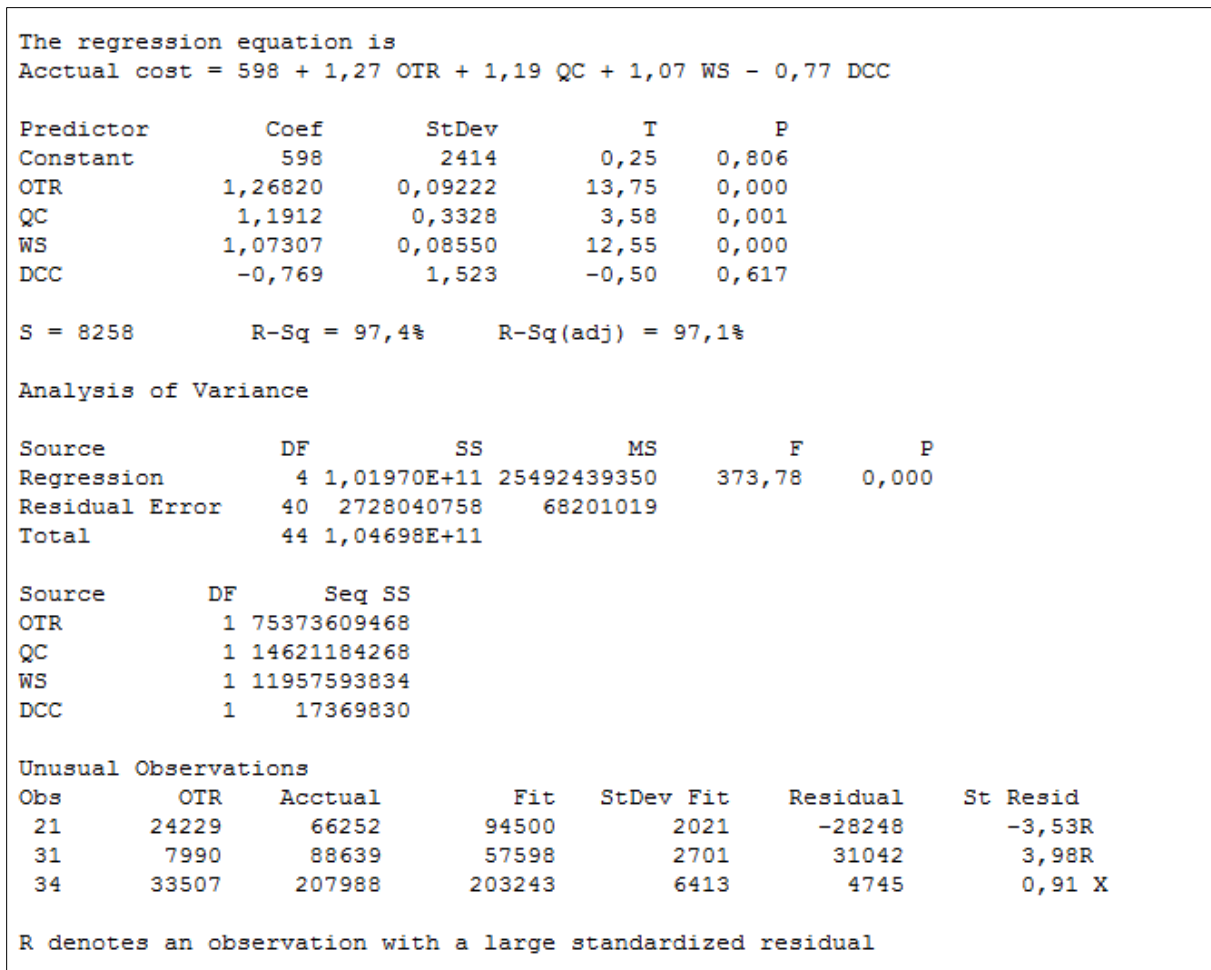 The regression equation is
Acctual cost = 598 + 1,27 OTR + 1,19 QC + 1,07 WS - 0,77 DCC
Predictor Coef StDev T P
Constant 598 2414 0,25 0,806
OTR 1,26820 0,09222 13,75 0,000
QC 1,1912 0,3328 3,58 0,001
WS 1,07307 0,08550 12,55 0,000
DCC -0,769 1,523 -0,50 0,617
S = 8258 R-Sq = 97,4% R-Sq(adj) = 97,1%
Analysis of Variance
Source DF SS MS F P
Regression 4 1,01970E+11 25492439350 373,78 0,000
Residual Error 40 2728040758 68201019
Total 44 1,04698E+11
Source DF Seq SS
OTR 1 75373609468
QC 1 14621184268
WS 1 11957593834
DCC 1 17369830
Unusual Observations
Obs OTR Acctual Fit StDev Fit Residual St Resid
21 24229 66252 94500 2021 -28248 -3,53R
31 7990 88639 57598 2701 31042 3,98R
34 33507 207988 203243 6413 4745 0,91 X
R denotes an observation with a large standardized residual